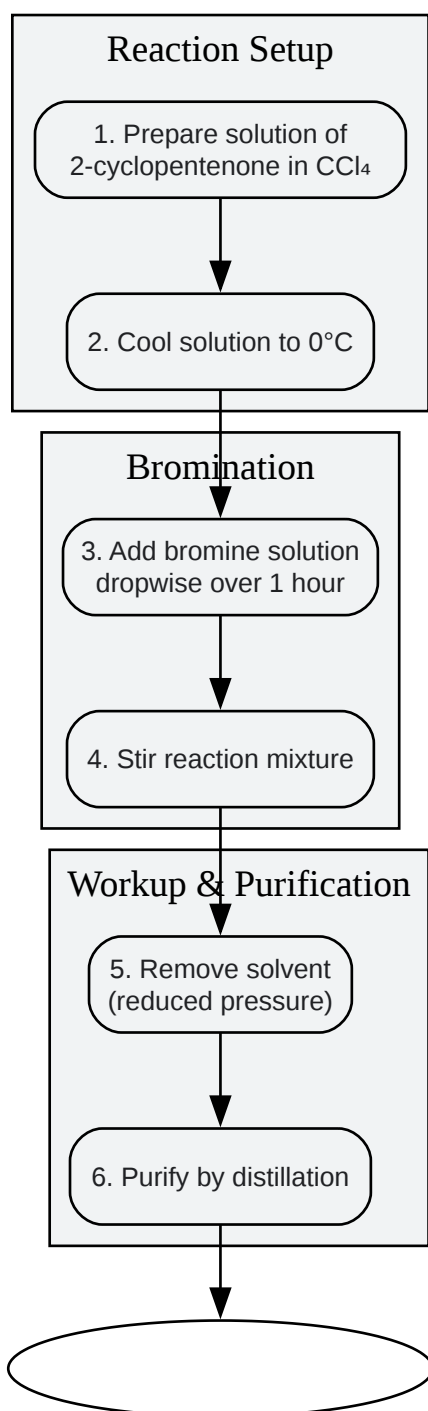 Reaction Setup
1. Prepare solution of
2-cyclopentenone in CCl₄
2. Cool solution to 0°C
Bromination
3. Add bromine solution
dropwise over 1 hour
4. Stir reaction mixture
Workup & Purification
5. Remove solvent
(reduced pressure)
6. Purify by distillation